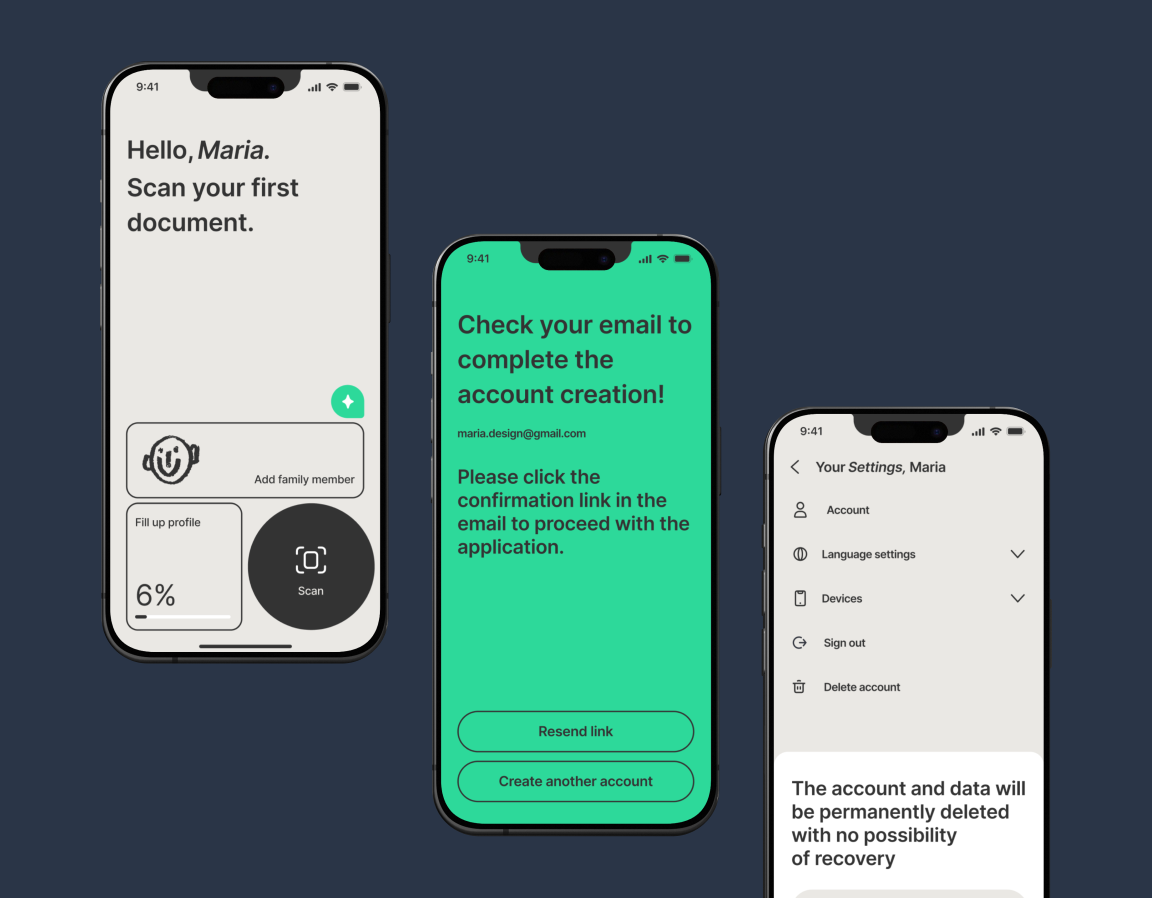 9:41
Hello, Maria.
Scan your first
document.
Add family member
Fill up profile
6%
Scan
9:41
Check your email to
complete the
account creation!
maria.design@gmail.com
Please click the
confirmation link in the
email to proceed with the
application.
Resend link
Create another account
9:41
Your Settings, Maria
Account
Language settings
Devices
Sign out
Delete account
The account and data will
be permanently deleted
with no possibility
of recovery